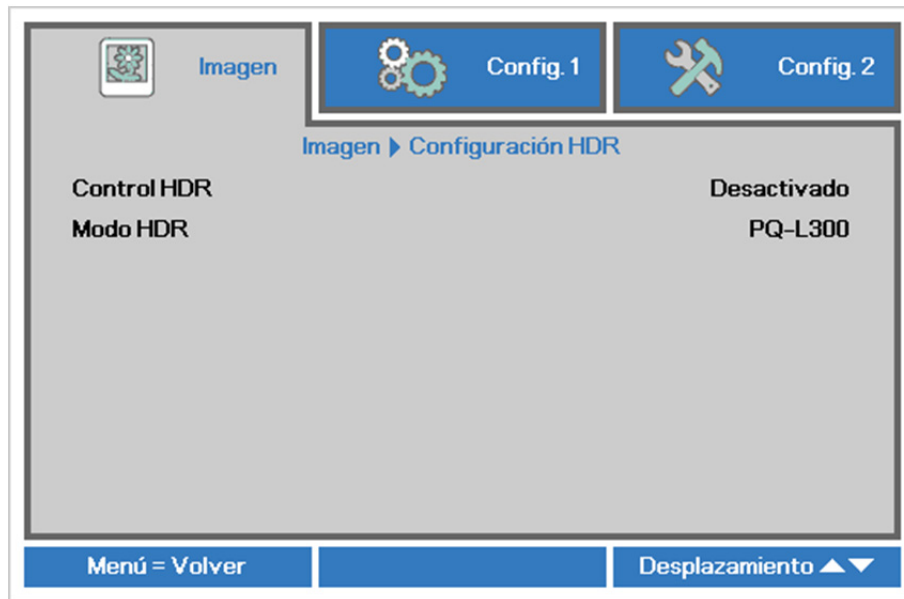 Imagen Config. 1 Config. 2
Imagen ▶ Configuración HDR
Control HDR Desactivado
Modo HDR PQ-L300
Menú = Volver Desplazamiento ▲▼